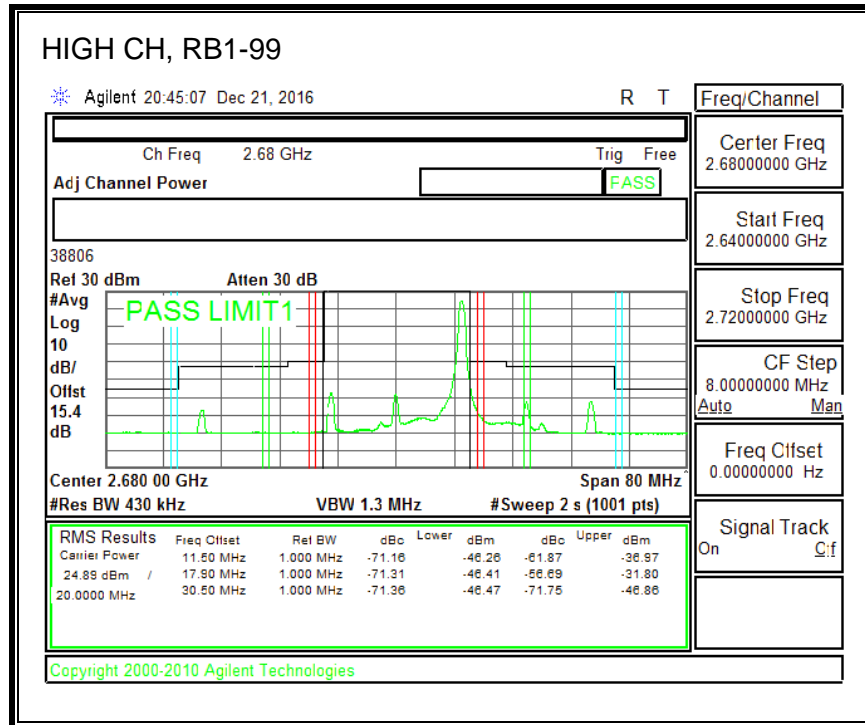 HIGH CH, RB1-99
Agilent 20:45:07 Dec 21, 2016 R T
Freq/Channel
Ch Freq 2.68 GHz Trig Free
Adj Channel Power PASS
Center Freq
2.68000000 GHz
Start Freq
2.64000000 GHz
Stop Freq
2.72000000 GHz
CF Step
8.00000000 MHz
Auto Man
Freq Offset
0.00000000 Hz
Signal Track
On Off
38806
Ref 30 dBm Atten 30 dB
#Avg
Log
10
dB/
Offst
15.4
dB
PASS LIMIT1
Center 2.680 00 GHz Span 80 MHz
#Res BW 430 kHz VBW 1.3 MHz #Sweep 2 s (1001 pts)
RMS Results Freq Offset Ref BW dBc Lower dBm dBc Upper dBm
Carrier Power 11.50 MHz 1.000 MHz -71.16 -46.26 -61.87 -36.97
24.89 dBm / 17.90 MHz 1.000 MHz -71.31 -46.41 -56.69 -31.80
20.0000 MHz 30.50 MHz 1.000 MHz -71.36 -46.47 -71.75 -46.86
Copyright 2000-2010 Agilent Technologies